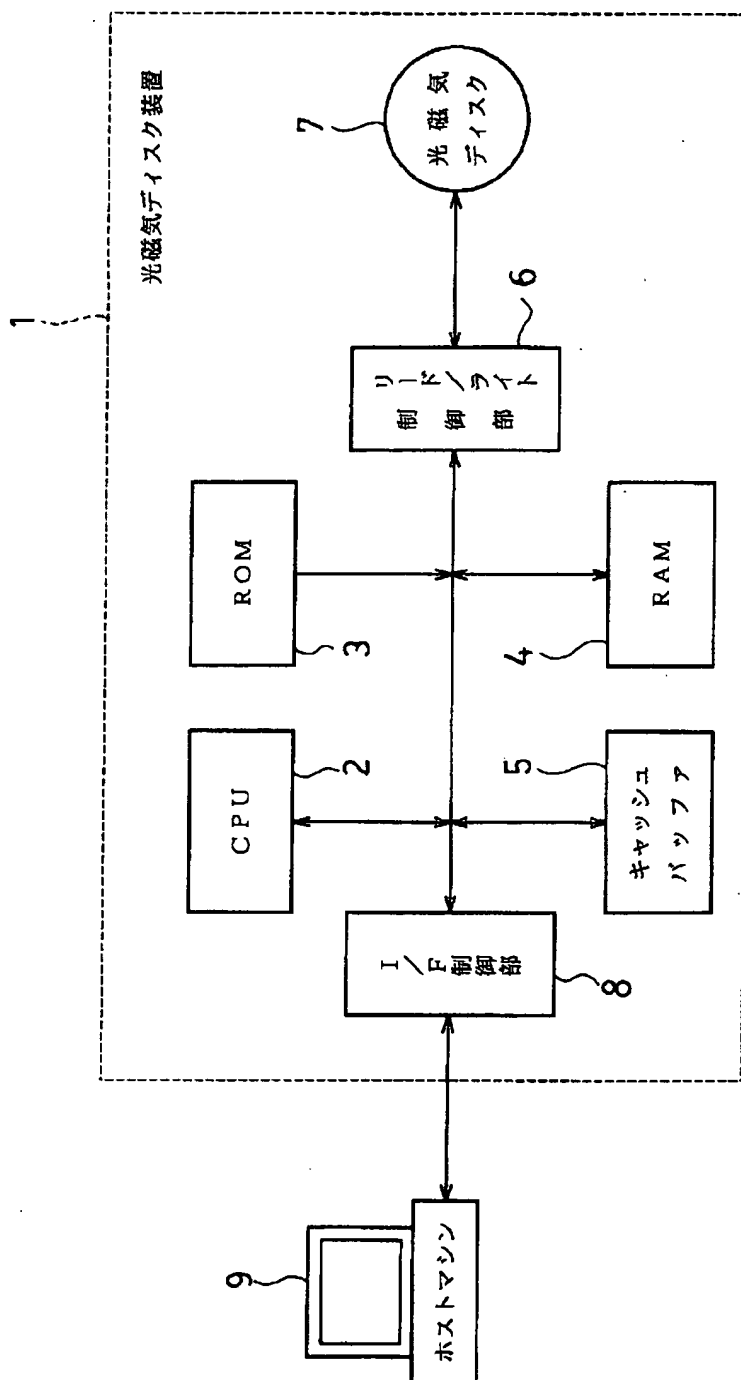 1
光磁気ディスク装置
CPU
2
ROM
3
7
光磁気
ディスク
9
ホストマシン
I/F制御部
8
リード/ライト
制御部
6
キャッシュ
バッファ
5
RAM
4